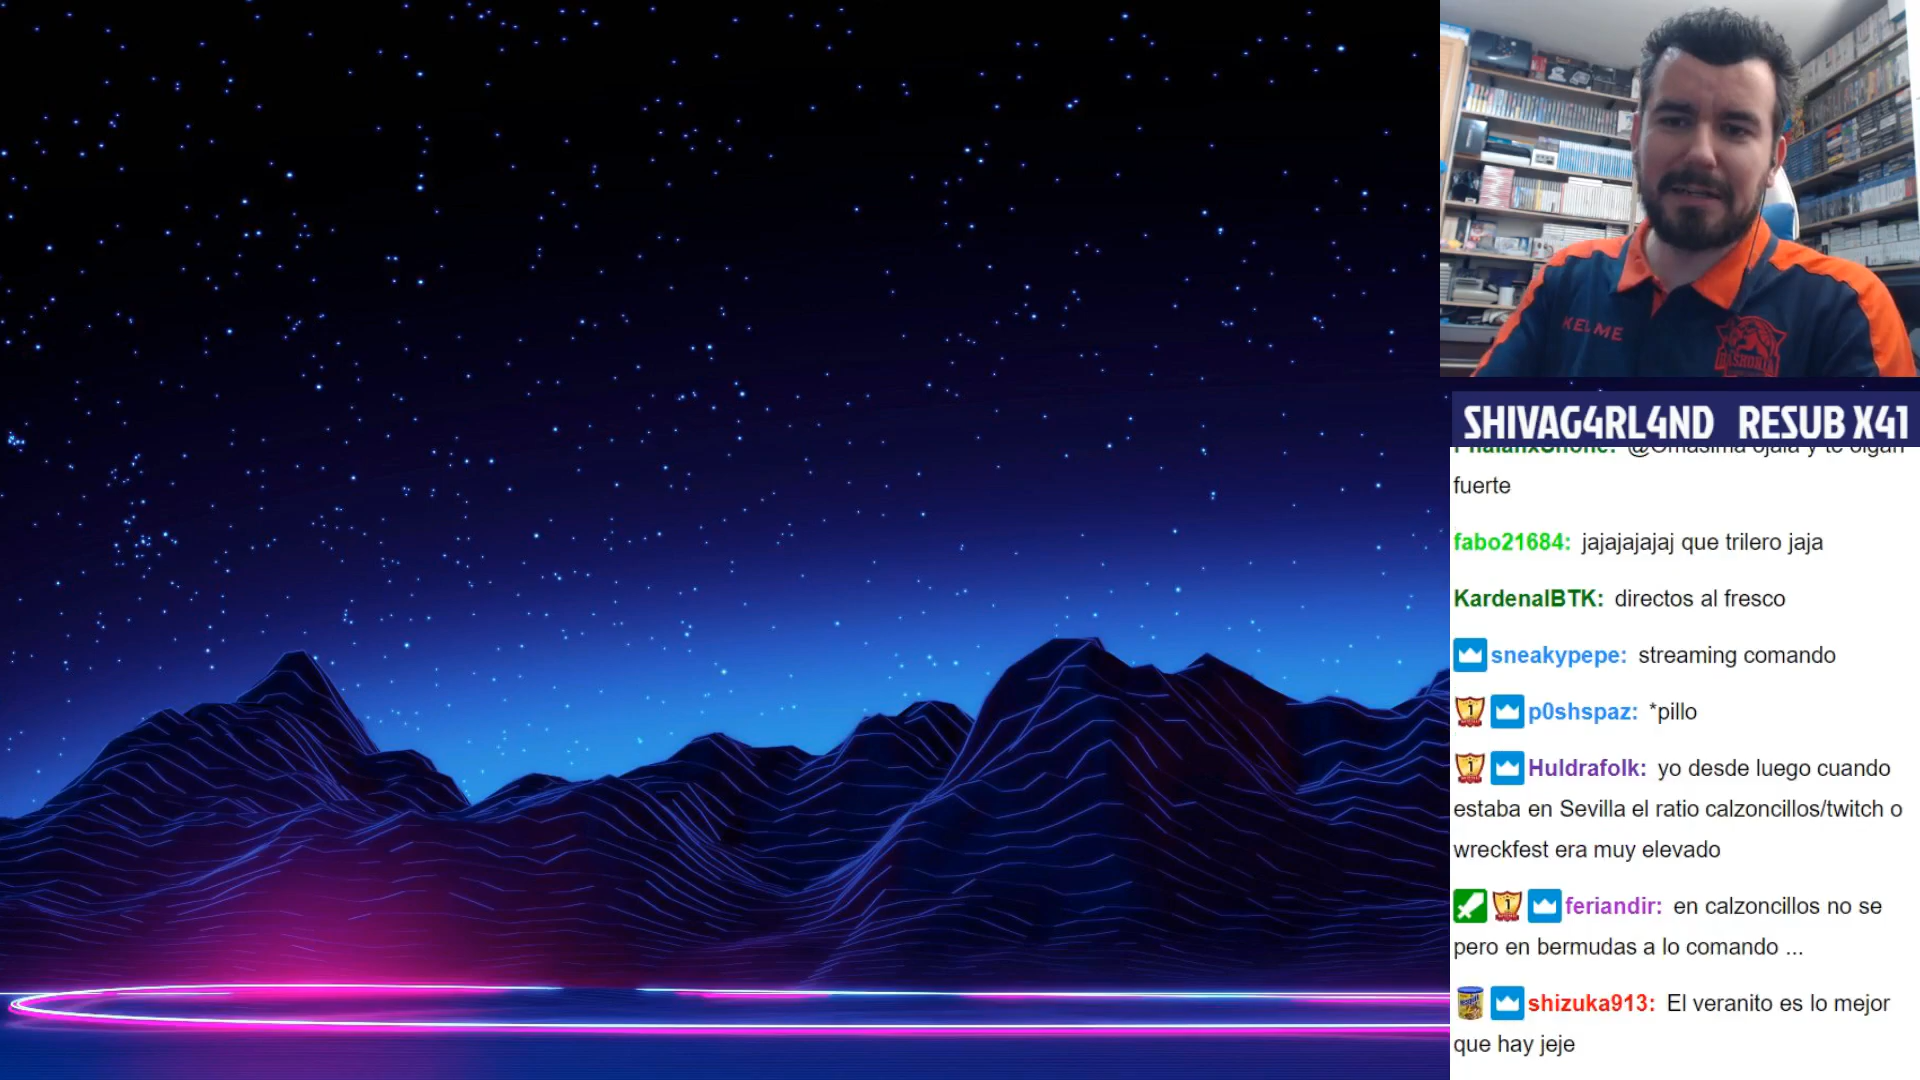 KELME
BASKONIA
SHIVAG4RL4ND RESUB X41
fuerte
fabo21684: jajajajajaj que trilero jaja
KardenalBTK: directos al fresco
sneakypepe: streaming comando
p0shspaz: *pillo
Huldrafolk: yo desde luego cuando
estaba en Sevilla el ratio calzoncillos/twitch o
wreckfest era muy elevado
feriandir: en calzoncillos no se
pero en bermudas a lo comando ...
shizuka913: El veranito es lo mejor
que hay jeje